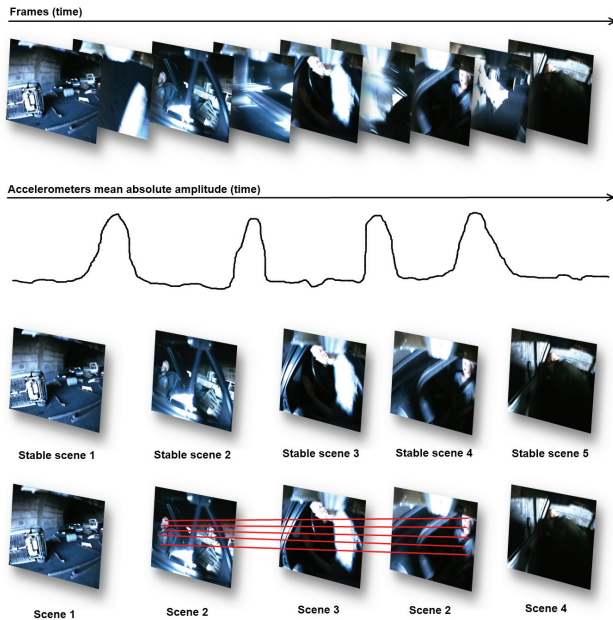 Frames (time)
Accelerometers mean absolute amplitude (time)
Stable scene 1 Stable scene 2 Stable scene 3 Stable scene 4 Stable scene 5
Scene 1 Scene 2 Scene 3 Scene 2 Scene 4